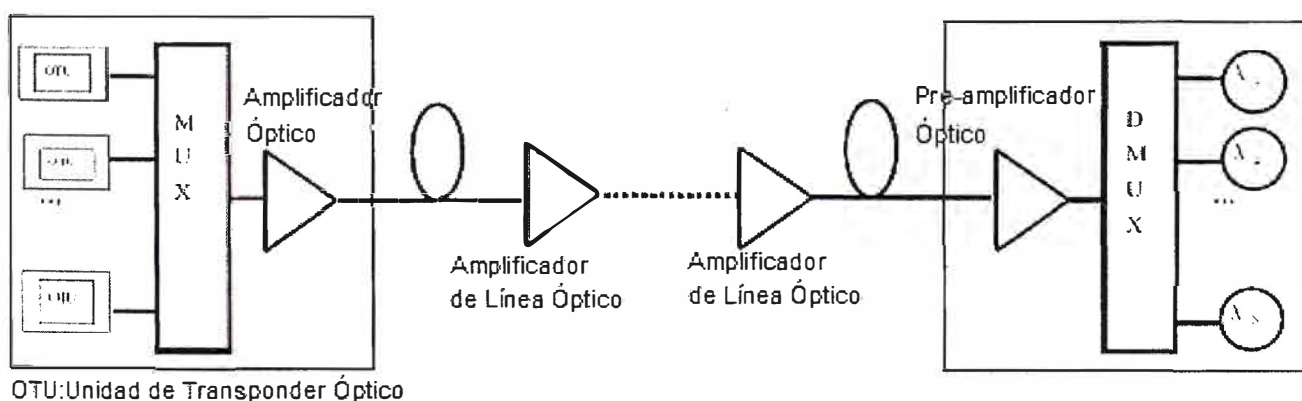 OTU
OTU
...
OTU
M
U
X
Amplificador
Óptico
Amplificador
de Línea Óptico
Amplificador
de Línea Óptico
Pre-amplificador
Óptico
D
M
U
X
...
OTU:Unidad de Transponder Óptico